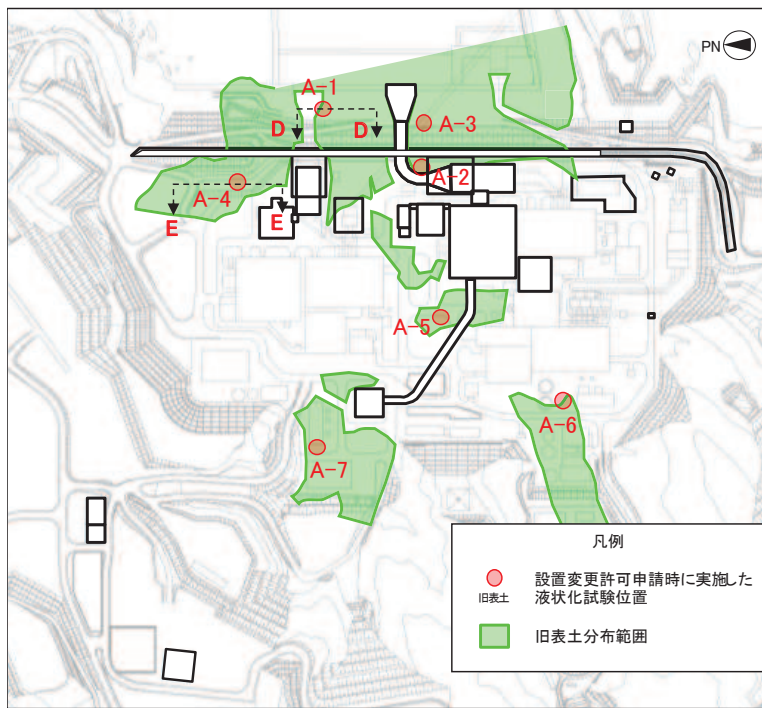 PN
A-1
D
D
A-3
A-2
A-4
E
E
A-5
A-6
A-7
凡例
旧表土
設置変更許可申請時に実施した
液状化試験位置
旧表土分布範囲